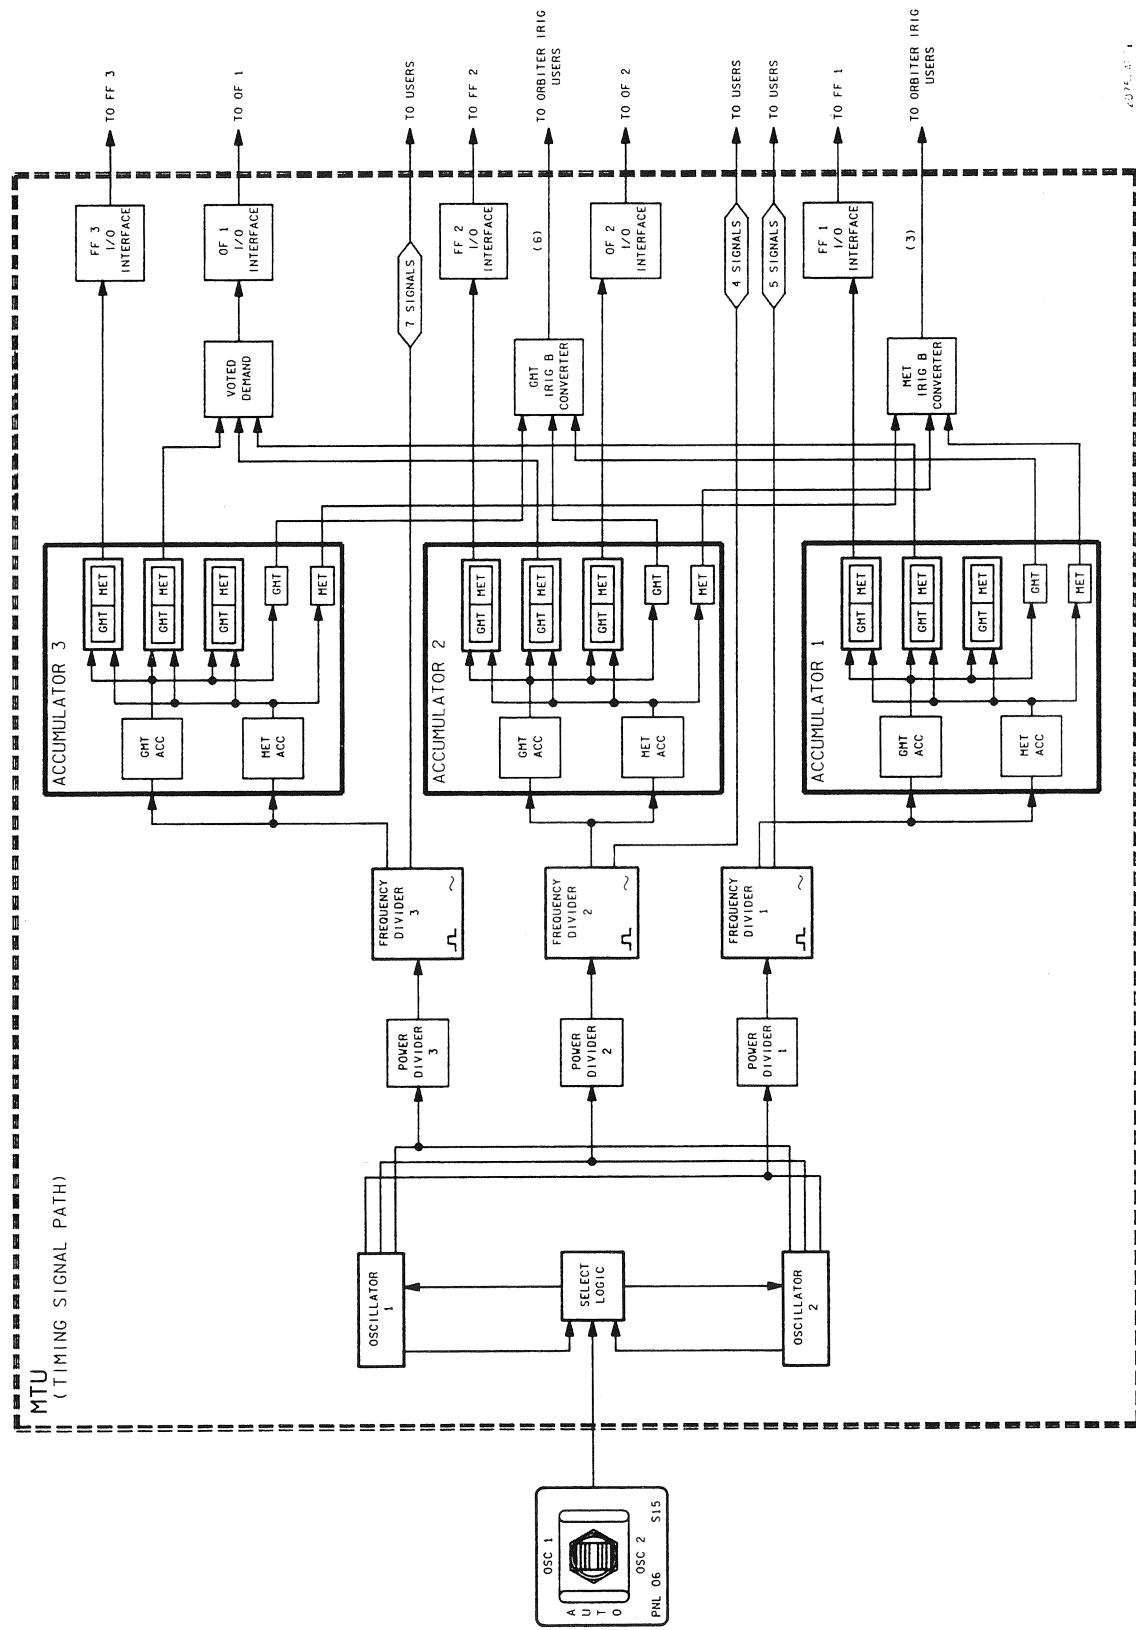 MTU
(TIMING SIGNAL PATH)
OSC 1
AUTO
OSC 2
PNL O6 S15
OSCILLATOR
1
SELECT
LOGIC
OSCILLATOR
2
POWER
DIVIDER
3
POWER
DIVIDER
2
POWER
DIVIDER
1
FREQUENCY
DIVIDER
3
FREQUENCY
DIVIDER
2
FREQUENCY
DIVIDER
1
ACCUMULATOR 3
GMT
ACC
MET
ACC
GMT MET
GMT MET
GMT MET
GMT
MET
ACCUMULATOR 2
GMT
ACC
MET
ACC
GMT MET
GMT MET
GMT MET
GMT
MET
ACCUMULATOR 1
GMT
ACC
MET
ACC
GMT MET
GMT MET
GMT MET
GMT
MET
VOTED
DEMAND
GMT
IRIG B
CONVERTER
MET
IRIG B
CONVERTER
FF 3
I/O
INTERFACE
OF 1
I/O
INTERFACE
7 SIGNALS
FF 2
I/O
INTERFACE
(6)
OF 2
I/O
INTERFACE
4 SIGNALS
5 SIGNALS
FF 1
I/O
INTERFACE
(3)
TO FF 3
TO OF 1
TO USERS
TO FF 2
TO ORBITER IRIG
USERS
TO OF 2
TO USERS
TO USERS
TO FF 1
TO ORBITER IRIG
USERS